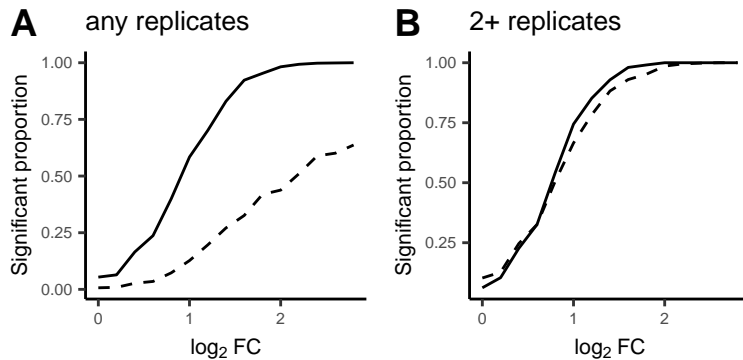 A any replicates
1.00
0.75
0.50
0.25
0.00
Significant proportion
0 1 2
log₂ FC
B 2+ replicates
1.00
0.75
0.50
0.25
Significant proportion
0 1 2
log₂ FC